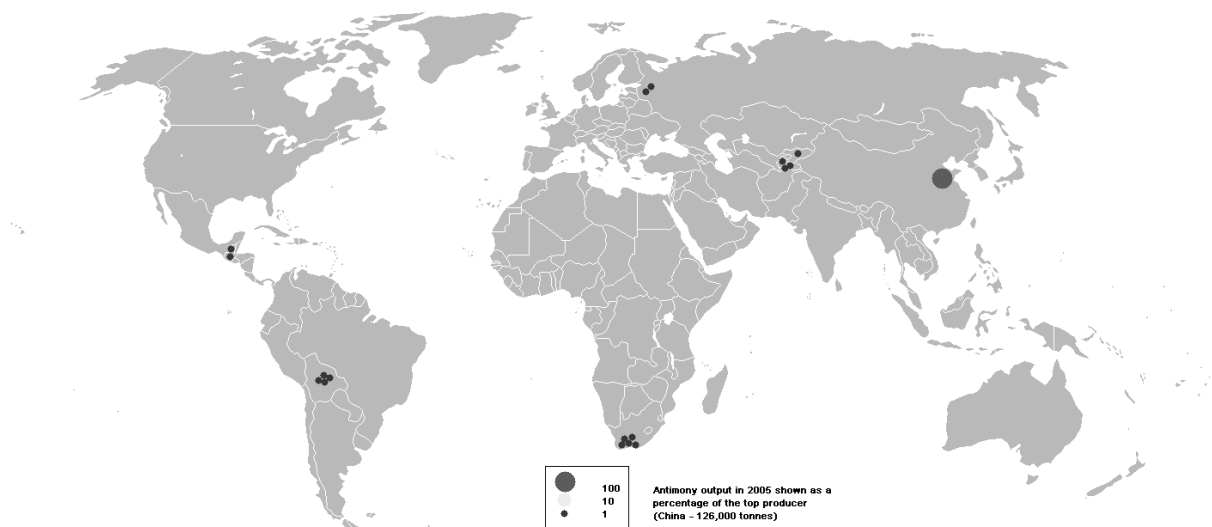 100
10
1
Antimony output in 2005 shown as a
percentage of the top producer
(China - 126,000 tonnes)